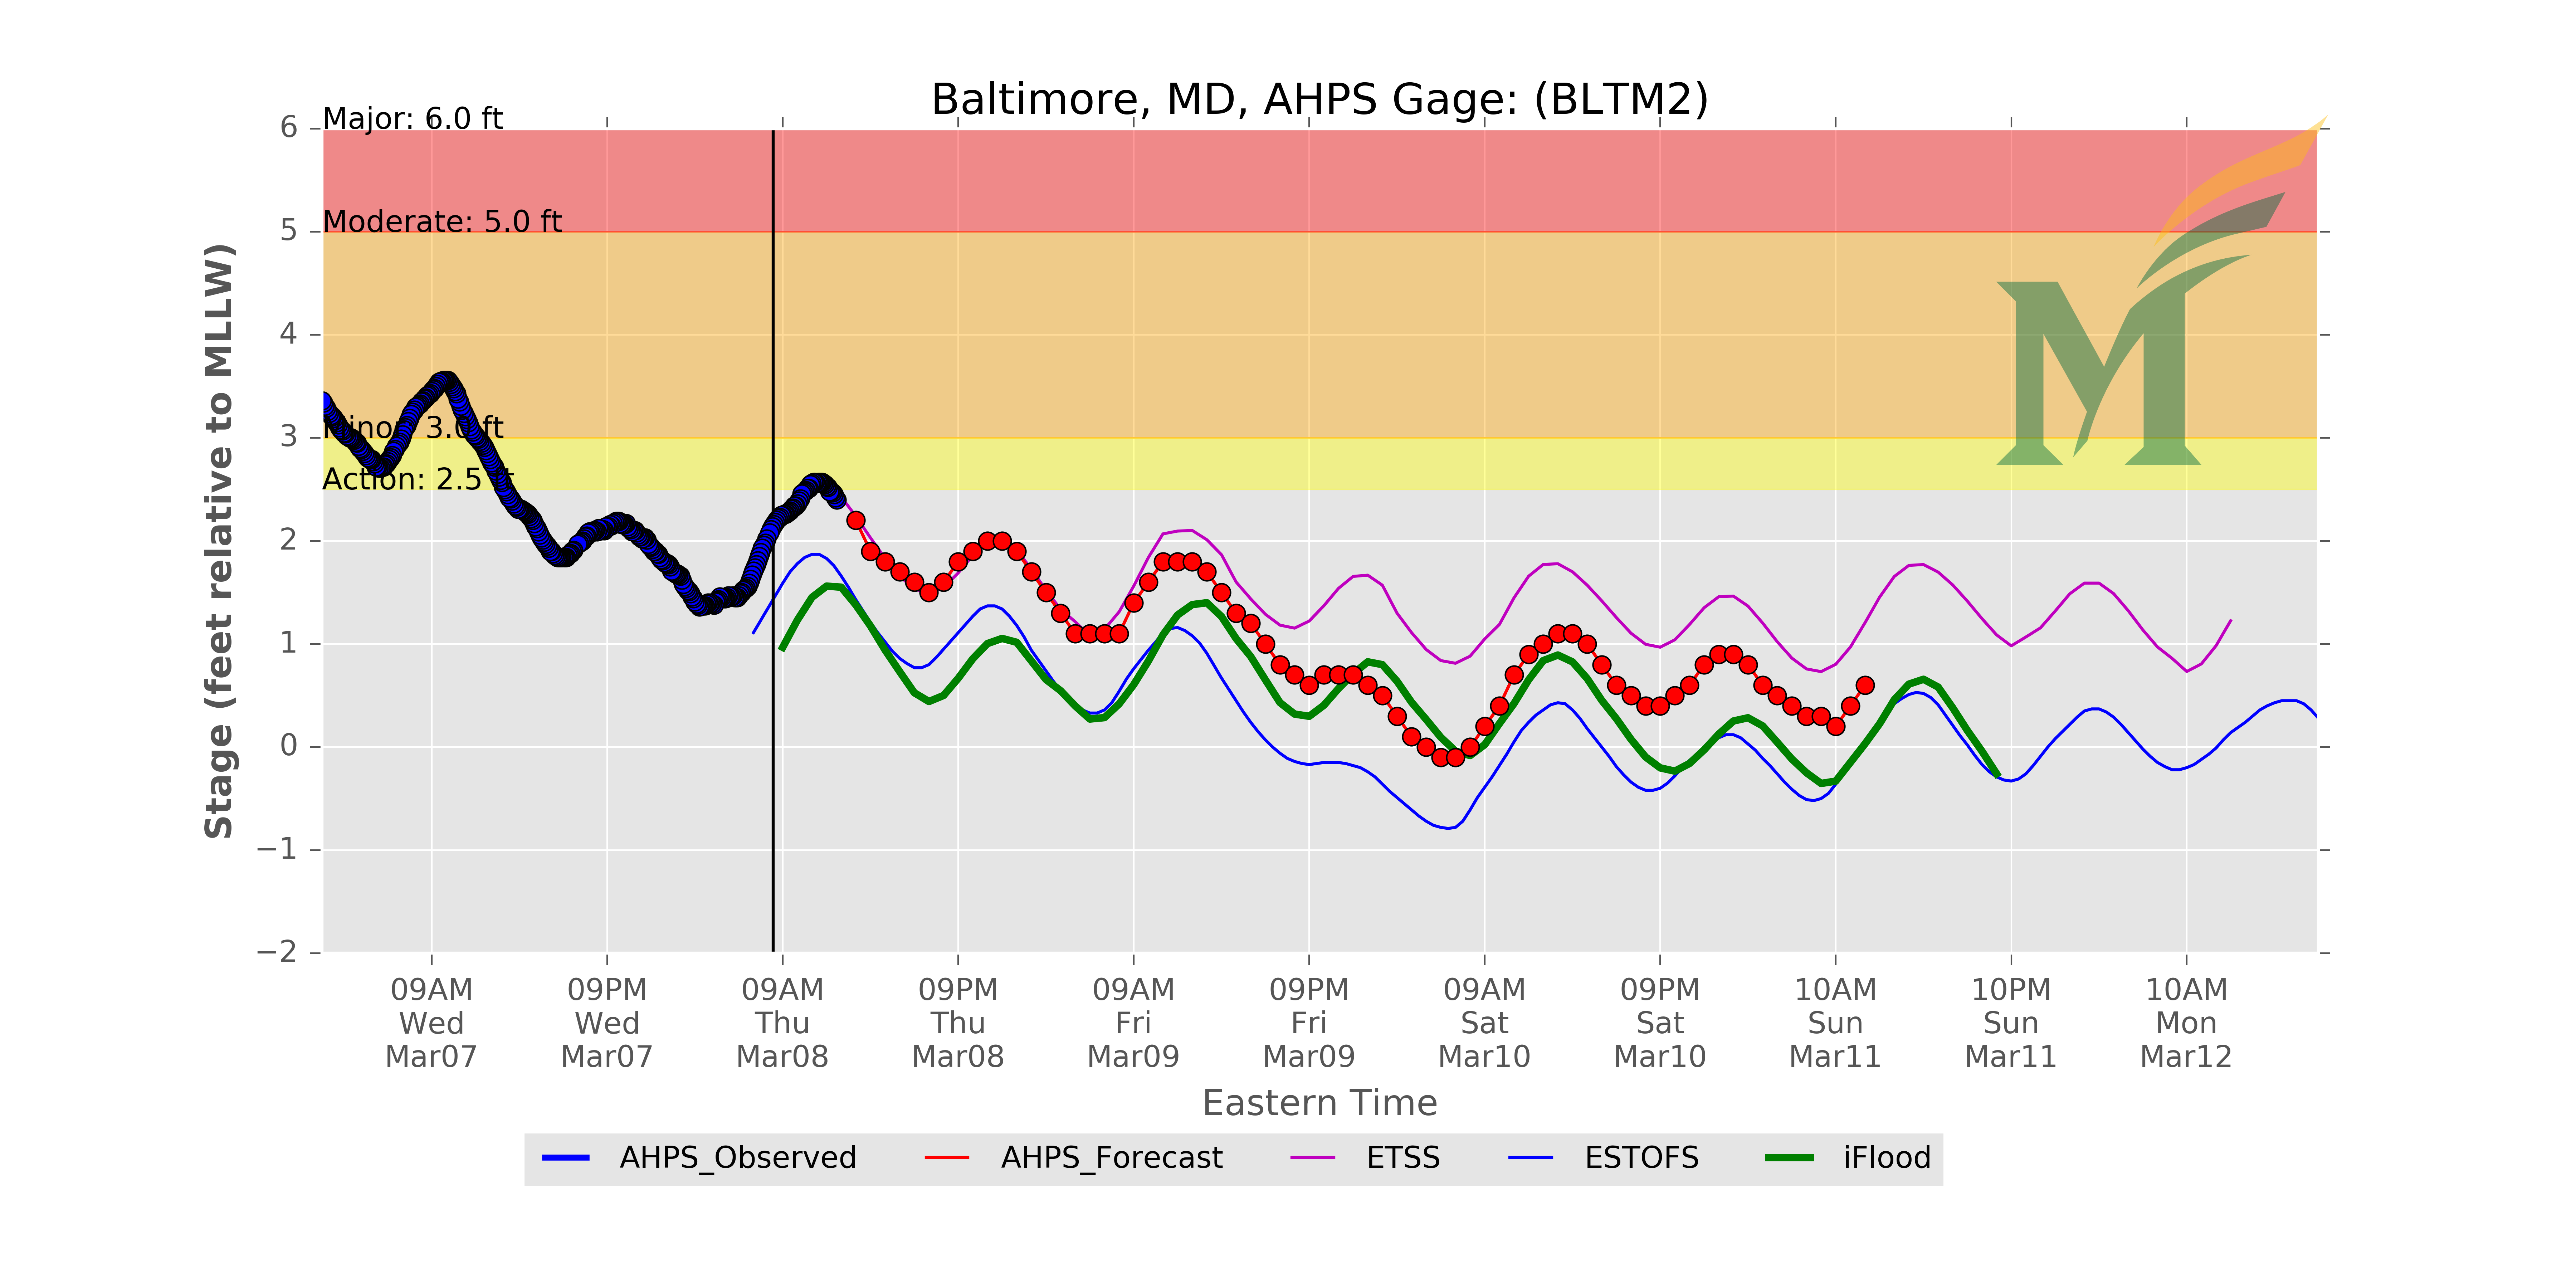 Baltimore, MD, AHPS Gage: (BLTM2)
Major: 6.0 ft
Moderate: 5.0 ft
Minor: 3.0 ft
Action: 2.5 ft
Stage (feet relative to MLLW)
6
5
4
3
2
1
0
−1
−2
09AM
Wed
Mar07
09PM
Wed
Mar07
09AM
Thu
Mar08
09PM
Thu
Mar08
09AM
Fri
Mar09
09PM
Fri
Mar09
09AM
Sat
Mar10
09PM
Sat
Mar10
10AM
Sun
Mar11
10PM
Sun
Mar11
10AM
Mon
Mar12
Eastern Time
AHPS_Observed
AHPS_Forecast
ETSS
ESTOFS
iFlood
M